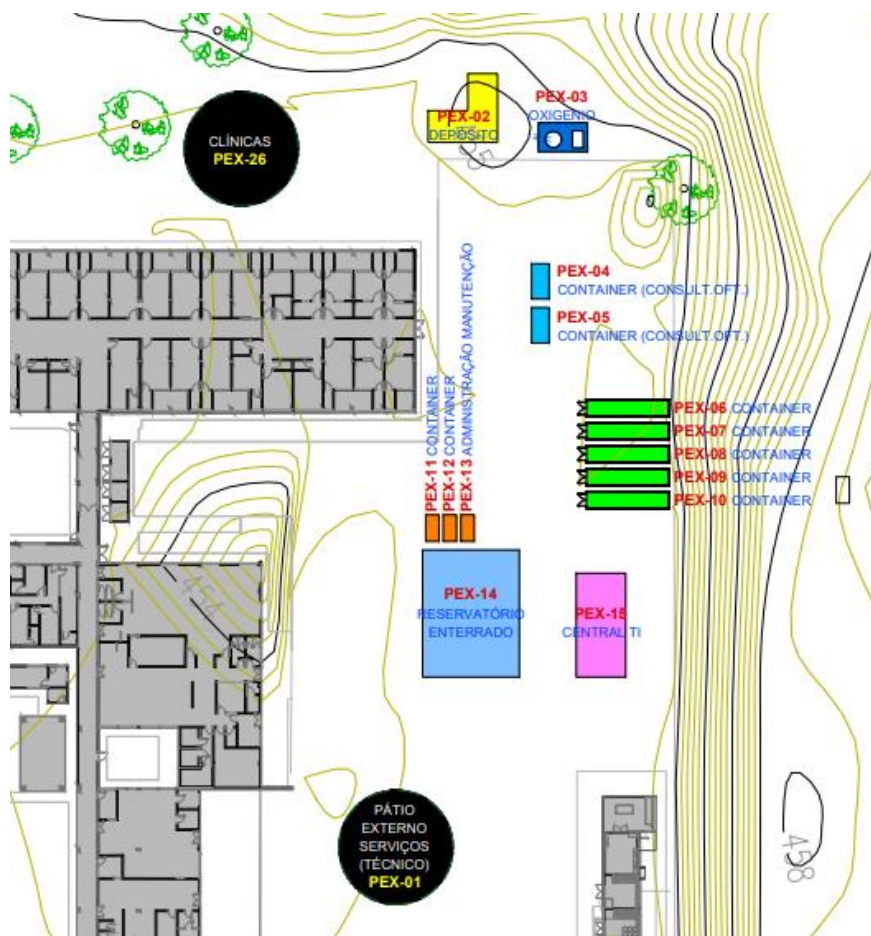 CLÍNICAS
PEX-26
PEX-02
DEPÓSITO
PEX-03
OXIGENIO
PEX-04
CONTAINER (CONSULT.OFT.)
PEX-05
CONTAINER (CONSULT.OFT.)
PEX-06 CONTAINER
PEX-07 CONTAINER
PEX-08 CONTAINER
PEX-09 CONTAINER
PEX-10 CONTAINER
PEX-11 CONTAINER
PEX-12 CONTAINER
PEX-13 ADMINISTRAÇÃO MANUTENÇÃO
PEX-14
RESERVATÓRIO
ENTERRADO
PEX-15
CENTRAL TI
454
PÁTIO
EXTERNO
SERVIÇOS
(TÉCNICO)
PEX-01
458